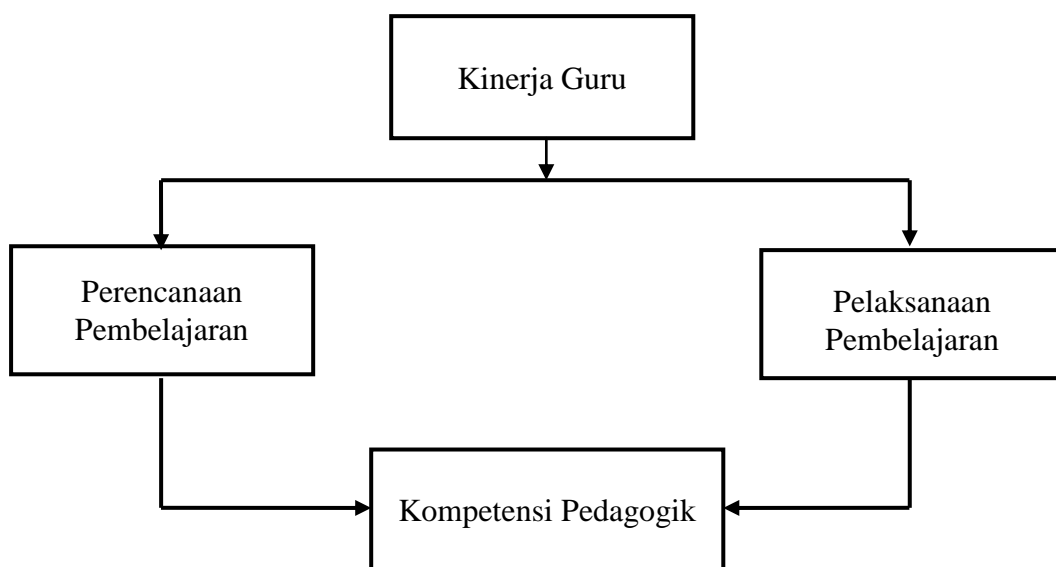 Kinerja Guru
Perencanaan
Pembelajaran
Pelaksanaan
Pembelajaran
Kompetensi Pedagogik